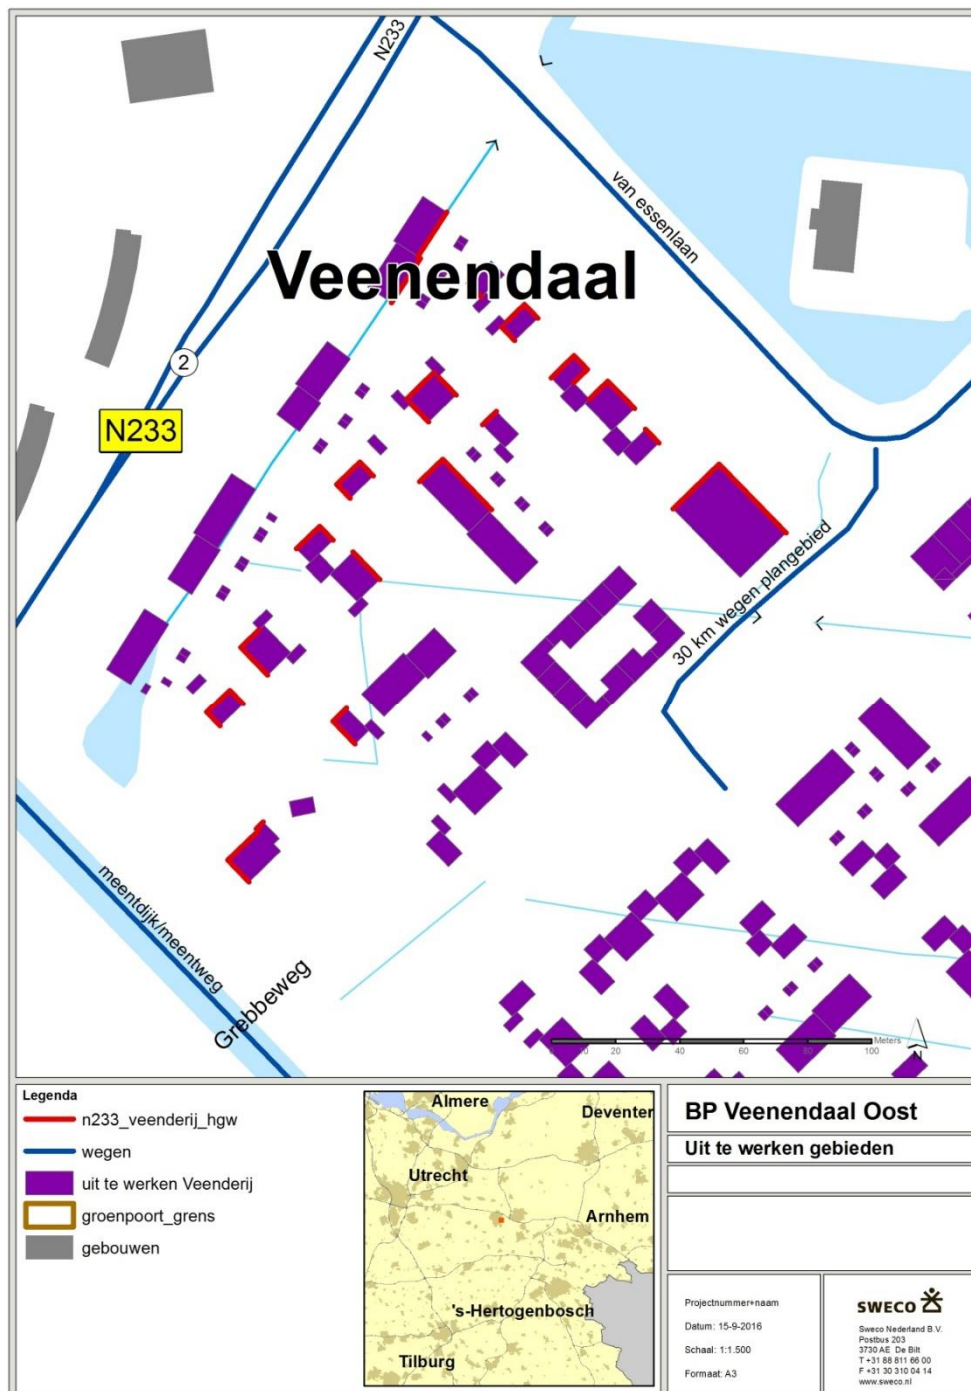 N233
van essenlaan
Veenendaal
2
N233
30 km wegen plangebied
meentdijk/meentweg
Grebbeweg
20 40 60 80 100 Meters
N
Legenda
n233_veenderij_hgw
wegen
uit te werken Veenderij
groenpoort_grens
gebouwen
Almere
Deventer
Utrecht
Arnhem
's-Hertogenbosch
Tilburg
BP Veenendaal Oost
Uit te werken gebieden
Projectnummer+naam
Datum: 15-9-2016
Schaal: 1:1.500
Formaat: A3
SWECO
Sweco Nederland B.V.
Postbus 203
3730 AE De Bilt
T +31 88 811 66 00
F +31 30 310 04 14
www.sweco.nl